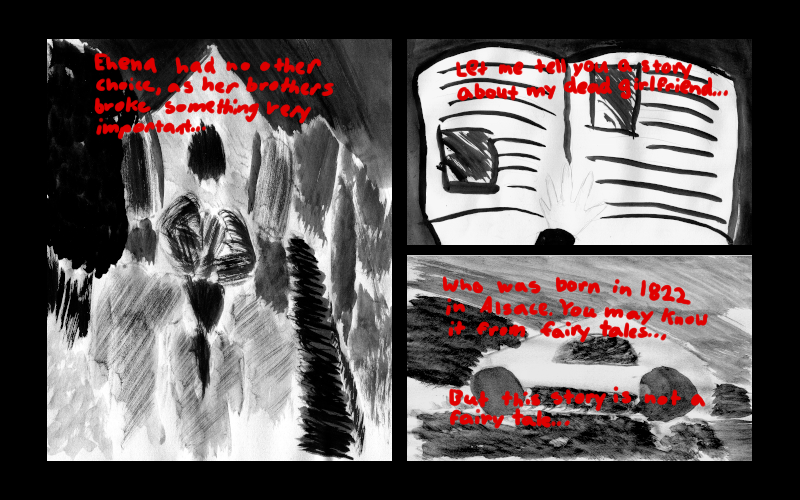 Ehena had no other
choice, as her brothers
broke something very
important...
Let me tell you a story
about my dead girlfriend...
Who was born in 1822
in Alsace. You may know
it from fairy tales...
But this story is not a
fairy tale...